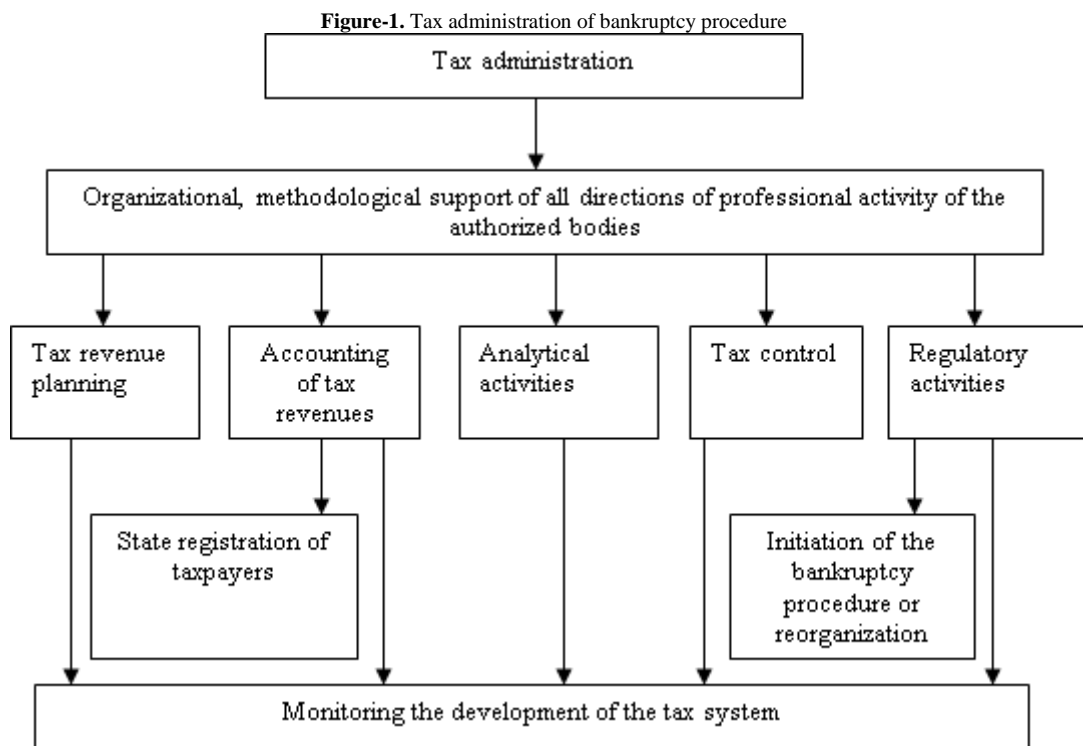 Figure-1. Tax administration of bankruptcy procedure
Tax administration
Organizational, methodological support of all directions of professional activity of the
authorized bodies
Tax revenue
planning
Accounting
of tax
revenues
Analytical
activities
Tax control
Regulatory
activities
State registration of
taxpayers
Initiation of the
bankruptcy
procedure or
reorganization
Monitoring the development of the tax system